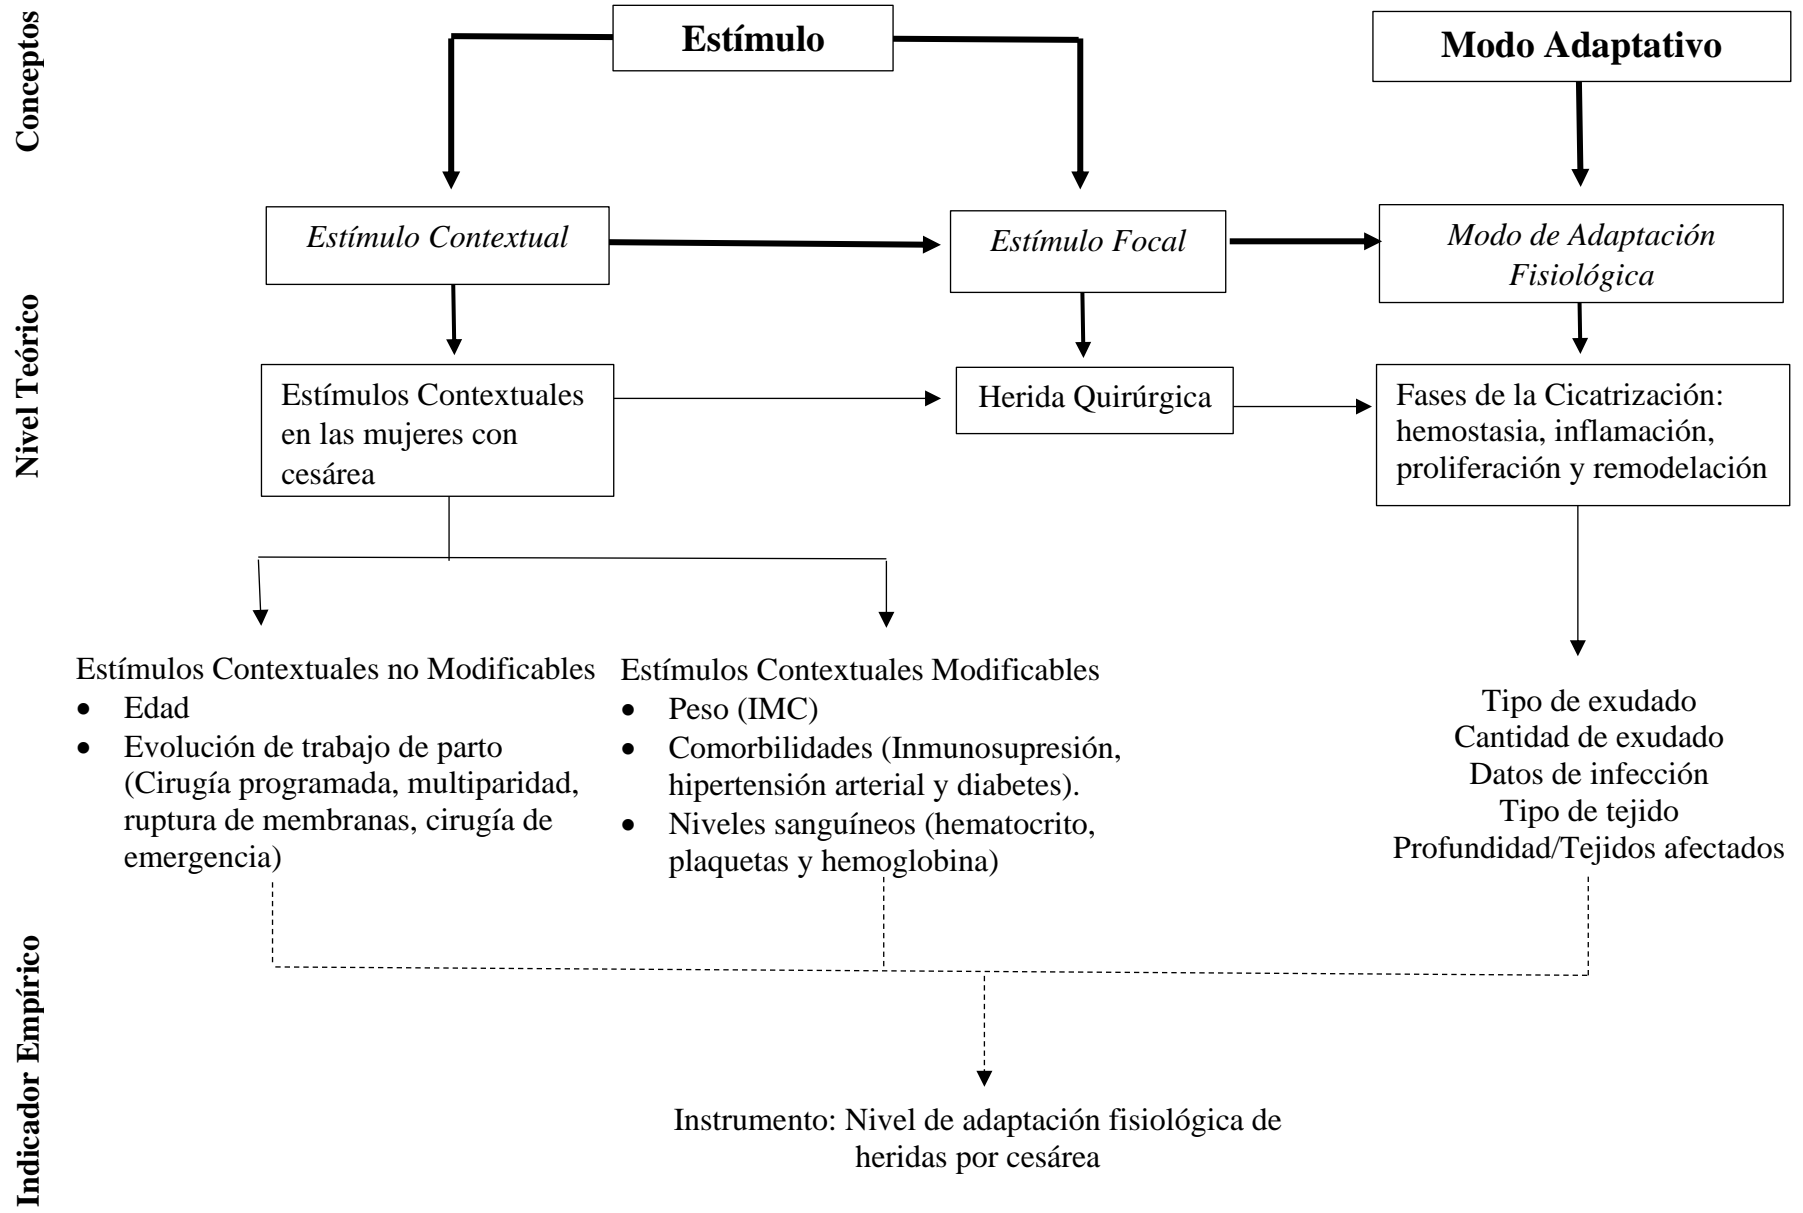 Conceptos
Estímulo
Modo Adaptativo
Nivel Teórico
Estímulo Contextual
Estímulo Focal
Modo de Adaptación
Fisiológica
Estímulos Contextuales
en las mujeres con
cesárea
Herida Quirúrgica
Fases de la Cicatrización:
hemostasia, inflamación,
proliferación y remodelación
Estímulos Contextuales no Modificables
• Edad
• Evolución de trabajo de parto
(Cirugía programada, multiparidad,
ruptura de membranas, cirugía de
emergencia)
Estímulos Contextuales Modificables
• Peso (IMC)
• Comorbilidades (Inmunosupresión,
hipertensión arterial y diabetes).
• Niveles sanguíneos (hematocrito,
plaquetas y hemoglobina)
Tipo de exudado
Cantidad de exudado
Datos de infección
Tipo de tejido
Profundidad/Tejidos afectados
Indicador Empírico
Instrumento: Nivel de adaptación fisiológica de
heridas por cesárea